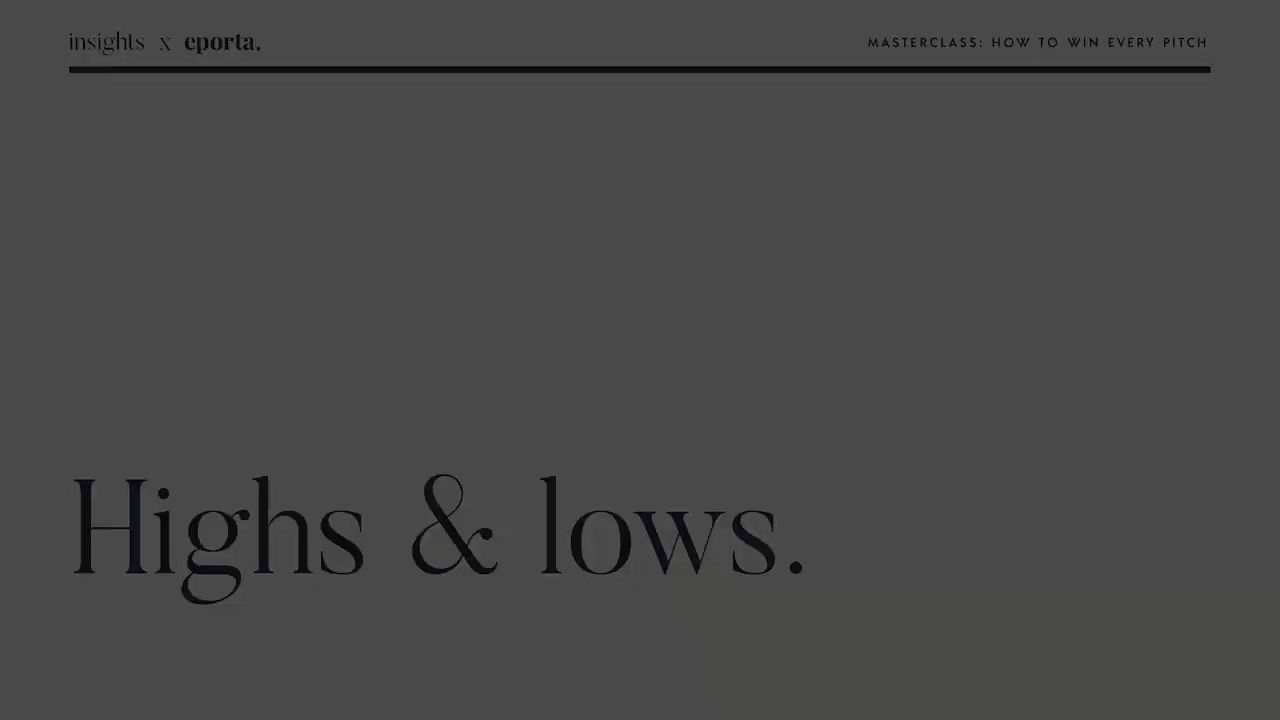 insights x eporta.
MASTERCLASS: HOW TO WIN EVERY PITCH
Highs & lows.